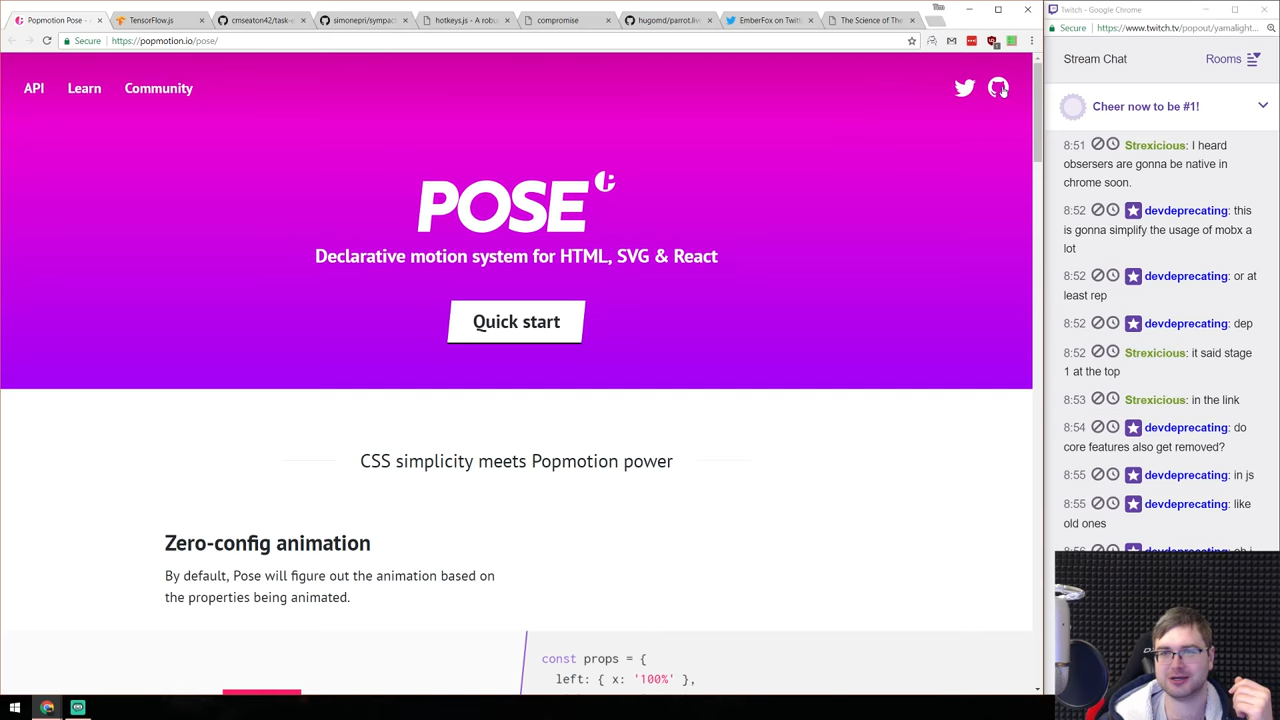 Popmotion Pose -
TensorFlow.js
cmseaton42/task-
simonepri/sympac
hotkeys.js - A robu
compromise
hugomd/parrot.liv
EmberFox on Twitt
The Science of The
Twitch - Google Chrome
Secure
https://popmotion.io/pose/
Secure
https://www.twitch.tv/popout/yamalight...
API
Learn
Community
POSE
Declarative motion system for HTML, SVG & React
Quick start
CSS simplicity meets Popmotion power
Zero-config animation
By default, Pose will figure out the animation based on
the properties being animated.
const props = {
left: { x: '100%' },
Stream Chat
Rooms
Cheer now to be #1!
8:51 Strexicious: I heard
obsersers are gonna be native in
chrome soon.
8:52 devdeprecating: this
is gonna simplify the usage of mobx a
lot
8:52 devdeprecating: or at
least rep
8:52 devdeprecating: dep
8:52 Strexicious: it said stage
1 at the top
8:53 Strexicious: in the link
8:54 devdeprecating: do
core features also get removed?
8:55 devdeprecating: in js
8:55 devdeprecating: like
old ones